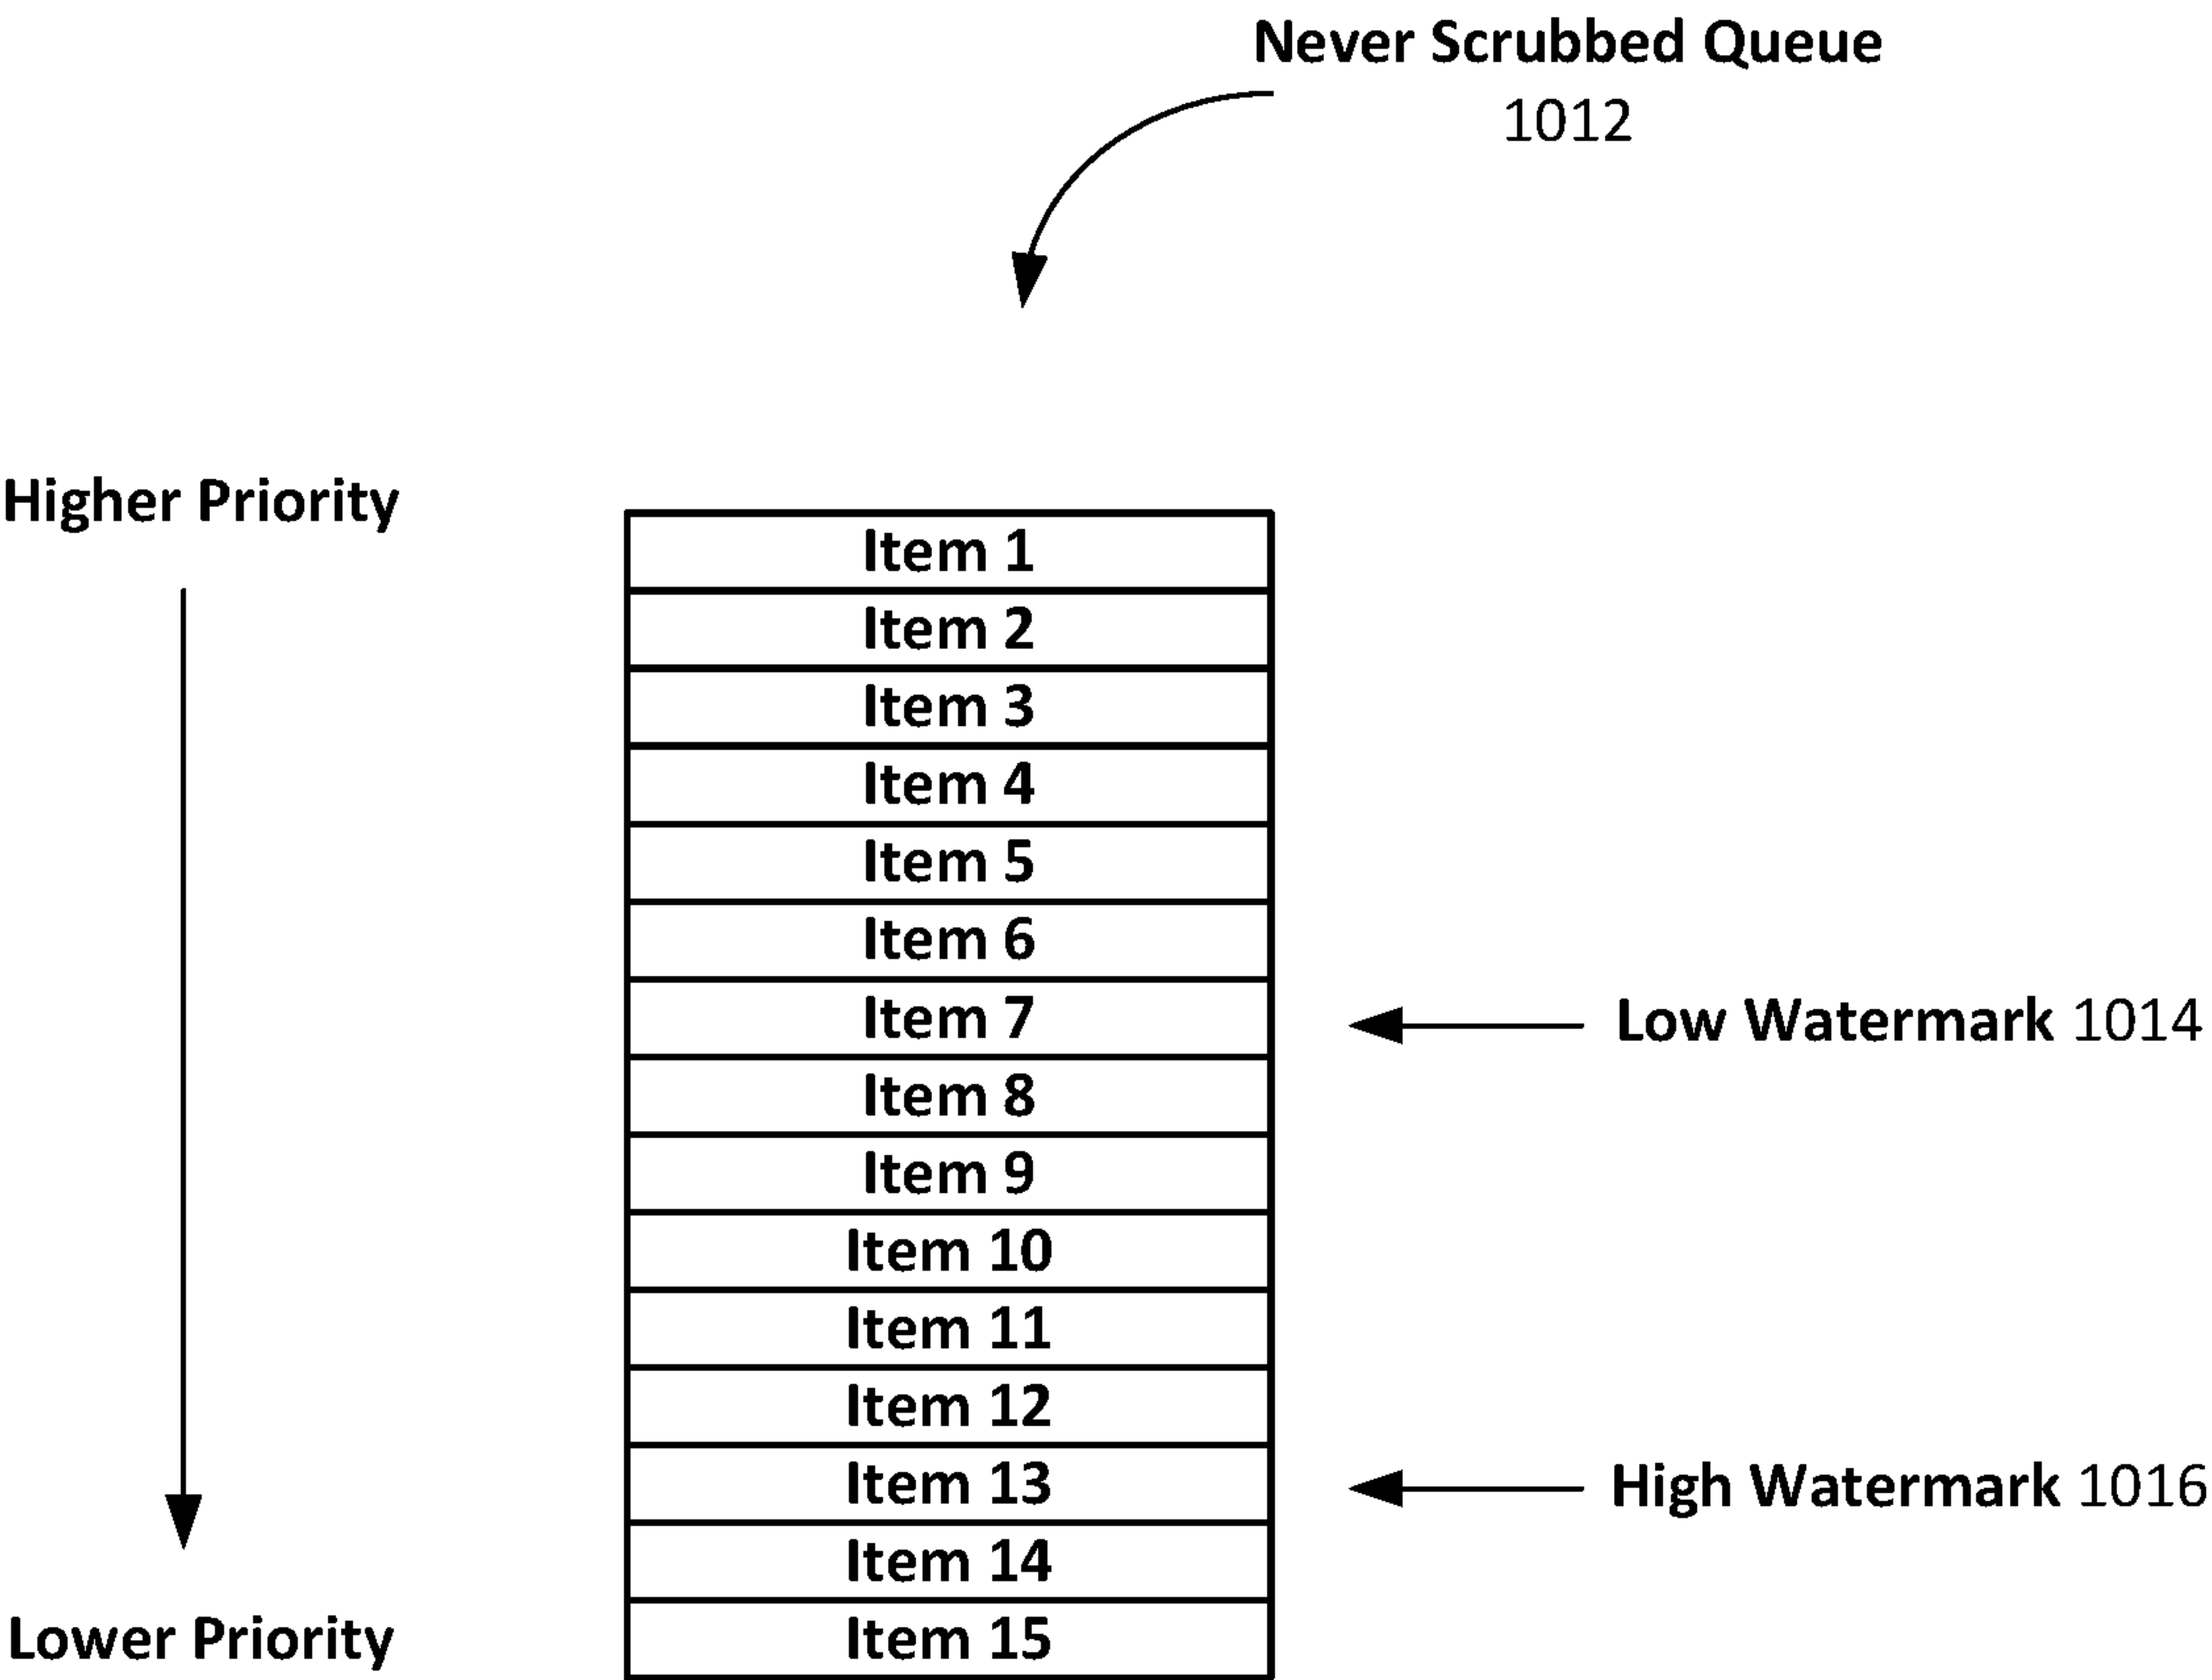 Never Scrubbed Queue
1012
Higher Priority
Item 1
Item 2
Item 3
Item 4
Item 5
Item 6
Item 7
Low Watermark 1014
Item 8
Item 9
Item 10
Item 11
Item 12
Item 13
High Watermark 1016
Item 14
Item 15
Lower Priority